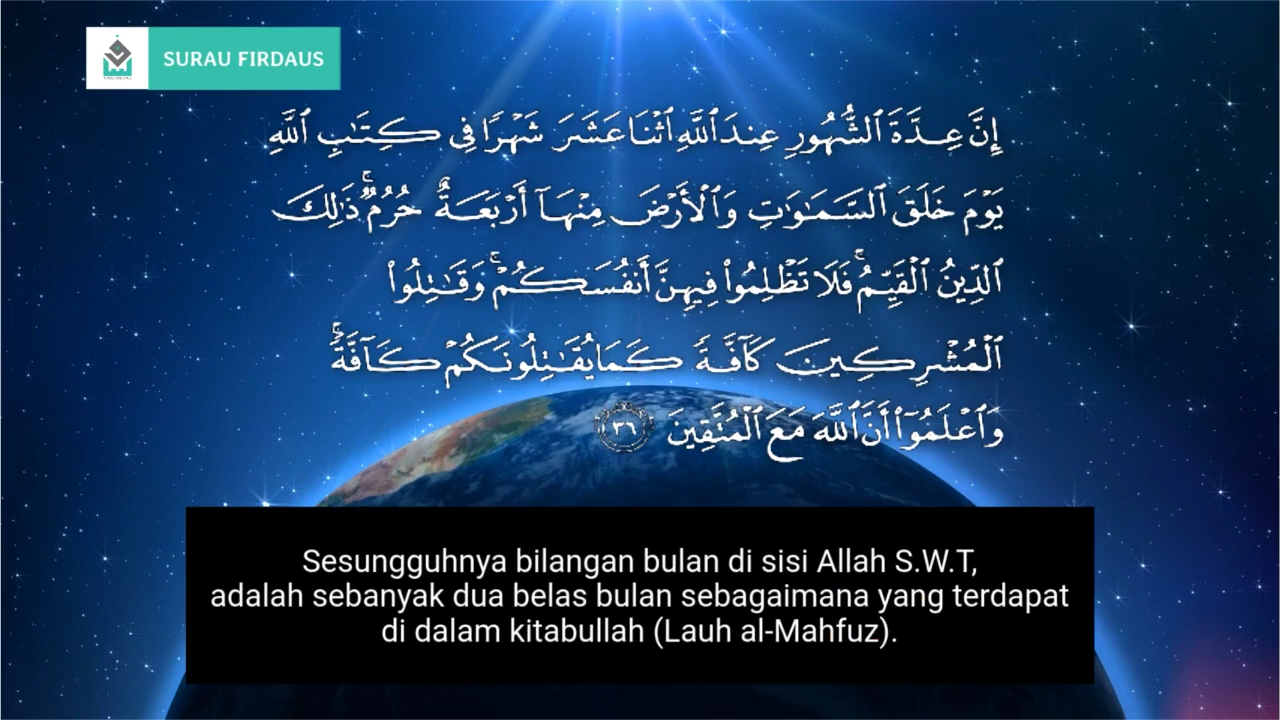 SURAU FIRDAUS
إِنَّ عِدَّةَ ٱلشُّهُورِ عِندَ ٱللَّهِ ٱثْنَا عَشَرَ شَهْرًا فِى كِتَٰبِ ٱللَّهِ
يَوْمَ خَلَقَ ٱلسَّمَٰوَٰتِ وَٱلْأَرْضَ مِنْهَآ أَرْبَعَةٌ حُرُمٌ ۚ ذَٰلِكَ
ٱلدِّينُ ٱلْقَيِّمُ ۚ فَلَا تَظْلِمُوا۟ فِيهِنَّ أَنفُسَكُمْ ۚ وَقَٰتِلُوا۟
ٱلْمُشْرِكِينَ كَآفَّةً كَمَا يُقَٰتِلُونَكُمْ كَآفَّةً ۚ
وَٱعْلَمُوٓا۟ أَنَّ ٱللَّهَ مَعَ ٱلْمُتَّقِينَ ٣٦
Sesungguhnya bilangan bulan di sisi Allah S.W.T,
adalah sebanyak dua belas bulan sebagaimana yang terdapat
di dalam kitabullah (Lauh al-Mahfuz).